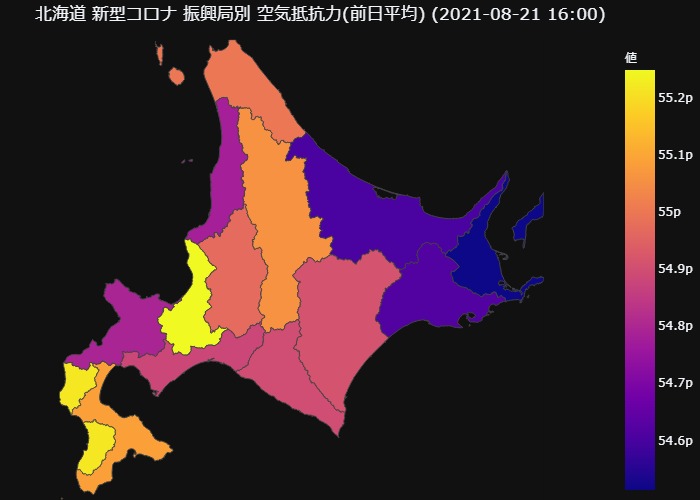 北海道 新型コロナ 振興局別 空気抵抗力(前日平均) (2021-08-21 16:00)
値
55.2p
55.1p
55p
54.9p
54.8p
54.7p
54.6p